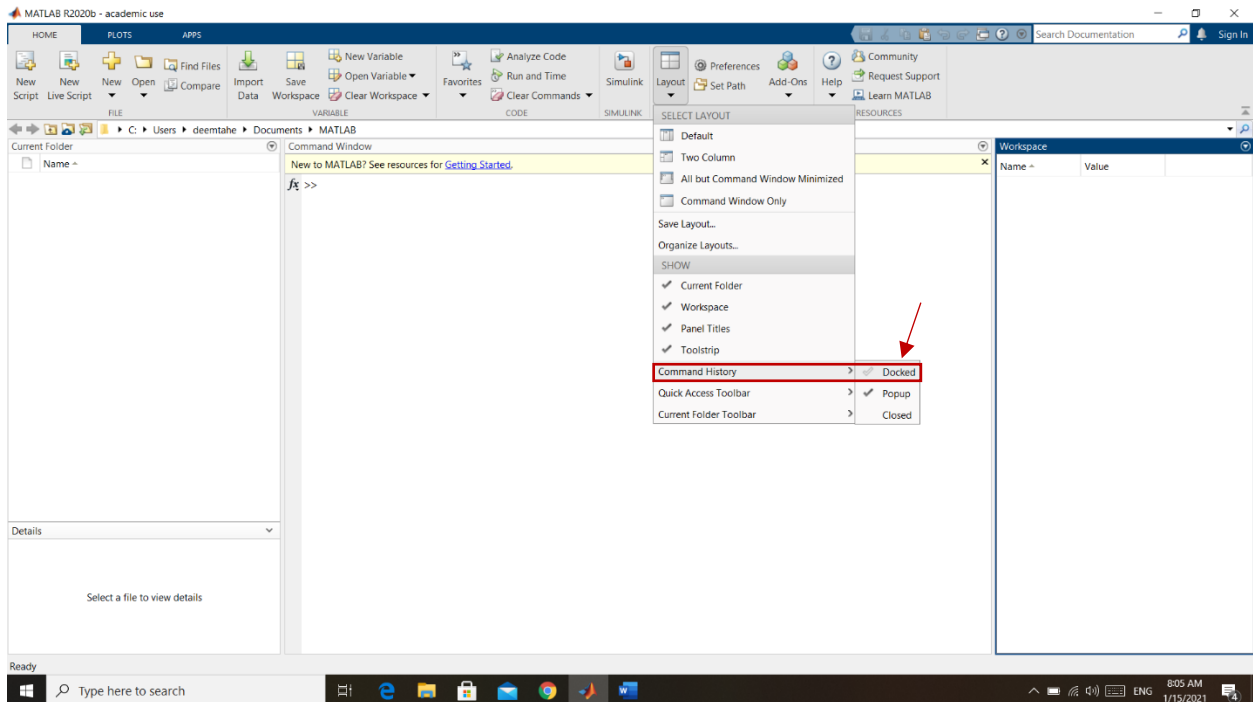 MATLAB R2020b - academic use
HOME PLOTS APPS
Search Documentation Sign In
New Script
New Live Script
New
Open
Find Files
Compare
FILE
Import Data
Save Workspace
New Variable
Open Variable
Clear Workspace
VARIABLE
Favorites
Analyze Code
Run and Time
Clear Commands
CODE
Simulink
SIMULINK
Layout
Preferences
Set Path
Add-Ons
Help
Community
Request Support
Learn MATLAB
RESOURCES
C: Users deemtahe Documents MATLAB
Current Folder
Name
Command Window
New to MATLAB? See resources for Getting Started.
fx >>
SELECT LAYOUT
Default
Two Column
All but Command Window Minimized
Command Window Only
Save Layout...
Organize Layouts...
SHOW
Current Folder
Workspace
Panel Titles
Toolstrip
Command History
Quick Access Toolbar
Current Folder Toolbar
Docked
Popup
Closed
Workspace
Name Value
Details
Select a file to view details
Ready
Type here to search
ENG
8:05 AM
1/15/2021
4